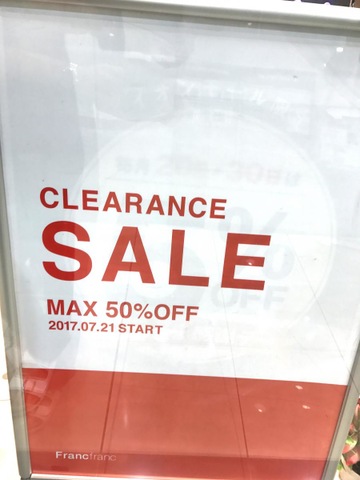 CLEARANCE
SALE
MAX 50%OFF
2017.07.21 START
Francfranc